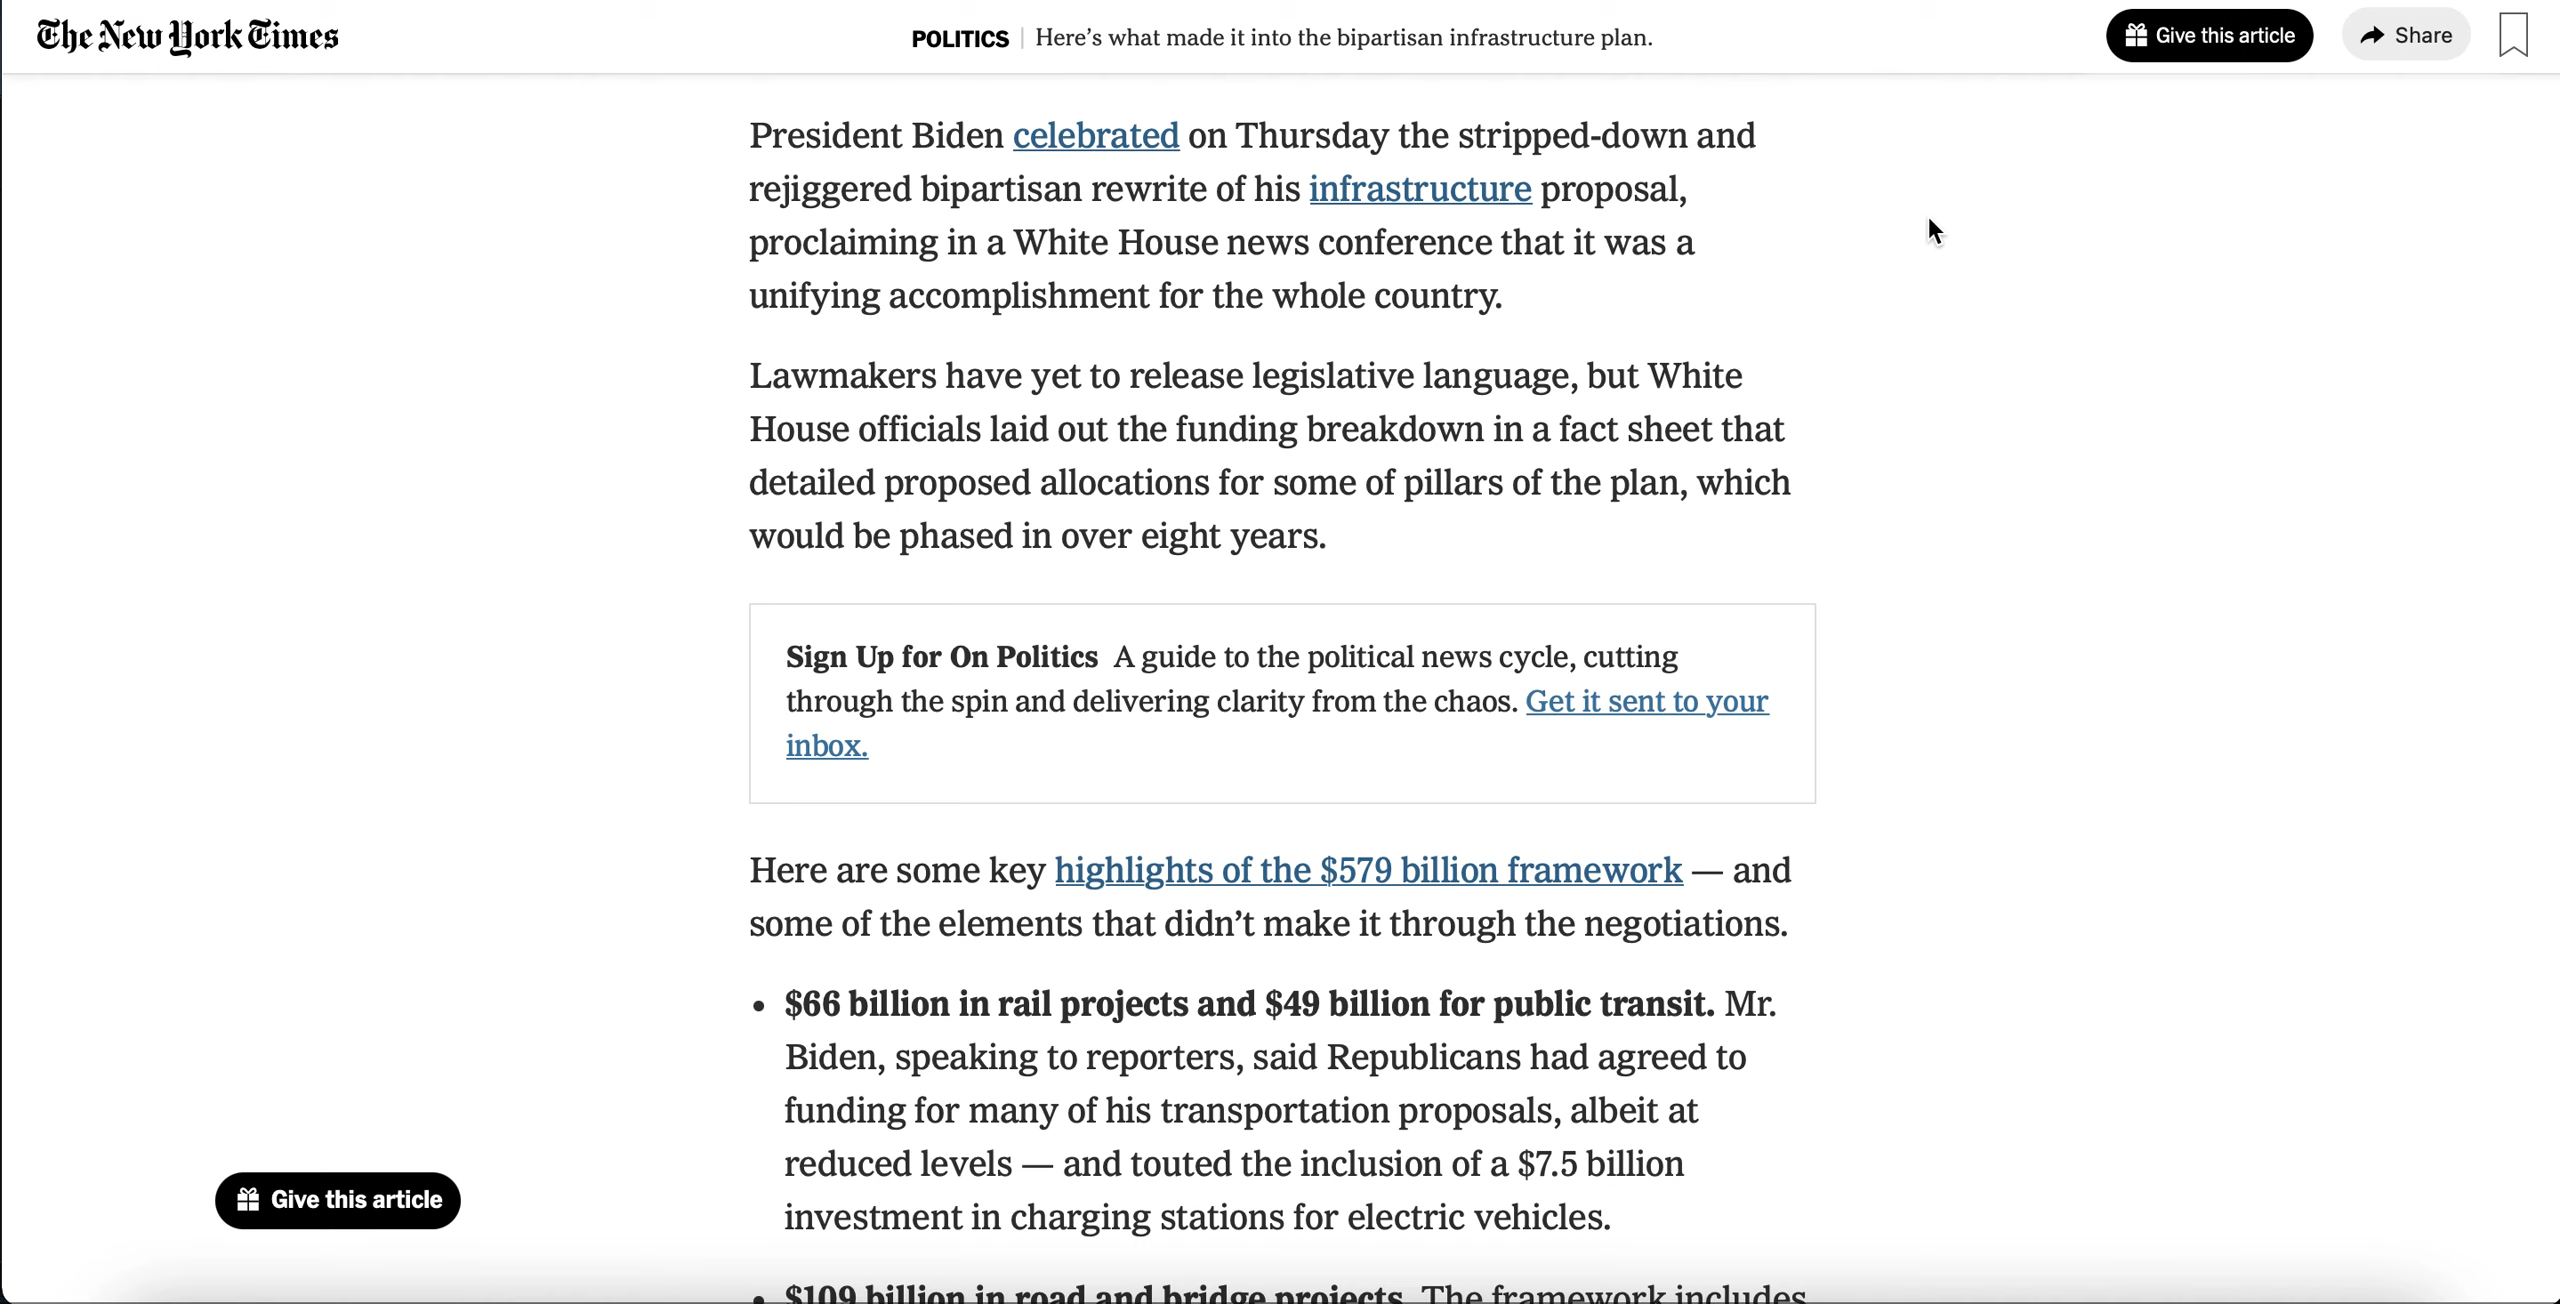 The New York Times
POLITICS | Here’s what made it into the bipartisan infrastructure plan.
Give this article
Share
President Biden celebrated on Thursday the stripped-down and
rejiggered bipartisan rewrite of his infrastructure proposal,
proclaiming in a White House news conference that it was a
unifying accomplishment for the whole country.
Lawmakers have yet to release legislative language, but White
House officials laid out the funding breakdown in a fact sheet that
detailed proposed allocations for some of pillars of the plan, which
would be phased in over eight years.
Sign Up for On Politics A guide to the political news cycle, cutting
through the spin and delivering clarity from the chaos. Get it sent to your
inbox.
Here are some key highlights of the $579 billion framework — and
some of the elements that didn’t make it through the negotiations.
• $66 billion in rail projects and $49 billion for public transit. Mr.
Biden, speaking to reporters, said Republicans had agreed to
funding for many of his transportation proposals, albeit at
reduced levels — and touted the inclusion of a $7.5 billion
investment in charging stations for electric vehicles.
Give this article
• $109 billion in road and bridge projects. The framework includes